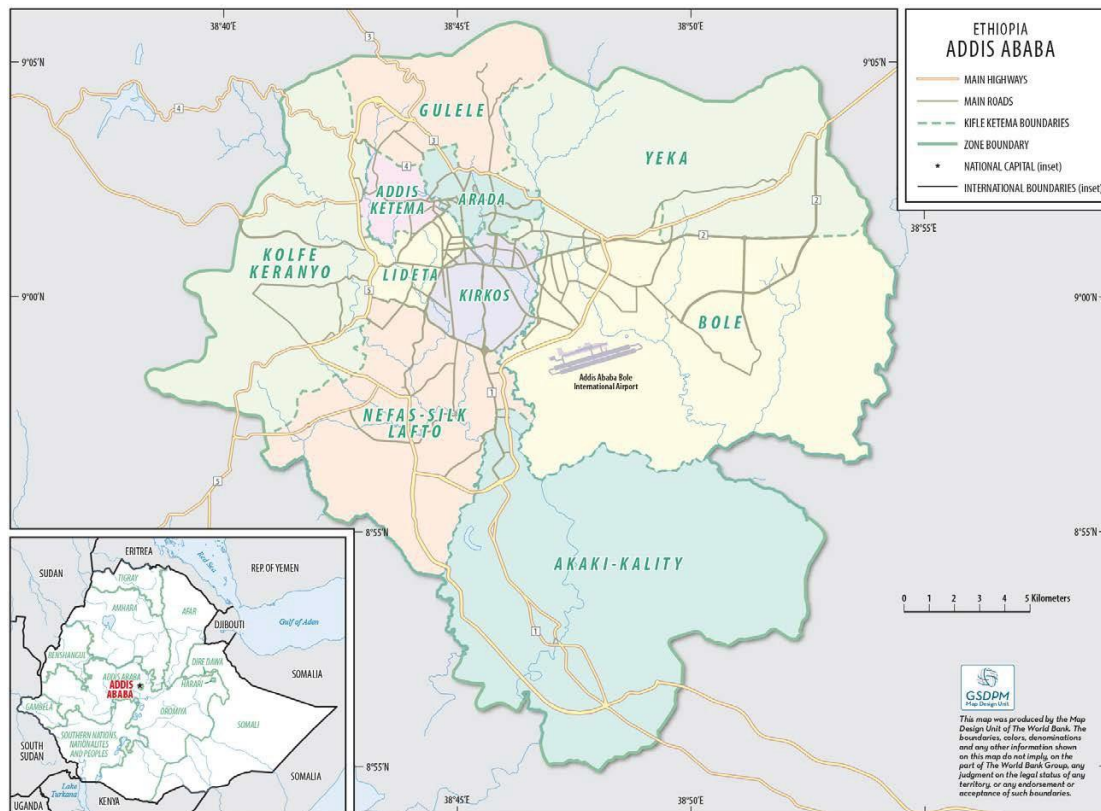 38°40'E
38°45'E
38°50'E
9°05'N
9°05'N
ETHIOPIA
ADDIS ABABA
MAIN HIGHWAYS
MAIN ROADS
KIFLE KETEMA BOUNDARIES
ZONE BOUNDARY
NATIONAL CAPITAL (inset)
INTERNATIONAL BOUNDARIES (inset)
3
4
GULELE
3
YEKA
4
ADDIS
KETEMA
ARADA
2
2
38°55'E
KOLFE
KERANYO
LIDETA
KIRKOS
5
9°00'N
9°00'N
BOLE
Addis Ababa Bole
International Airport
1
NEFAS-SILK
LAFTO
5
8°55'N
8°55'N
AKAKI-KALITY
0 1 2 3 4 5 Kilometers
1
ERITREA
Red Sea
SUDAN
REP. OF YEMEN
TIGRAY
AMHARA
AFAR
DJIBOUTI
Gulf of Aden
BENISHANGUL
DIRE DAWA
SOMALIA
ADDIS ABABA
ADDIS
ABABA
HARARI
GAMBELA
OROMIYA
SOMALI
SOUTHERN NATIONS,
NATIONALITES
AND PEOPLES
SOUTH
SUDAN
SOMALIA
Lake
Turkana
UGANDA
KENYA
8°55'N
38°45'E
38°50'E
GSDPM
Map Design Unit
This map was produced by the Map
Design Unit of The World Bank. The
boundaries, colors, denominations
and any other information shown
on this map do not imply, on the
part of The World Bank Group, any
judgment on the legal status of any
territory, or any endorsement or
acceptance of such boundaries.